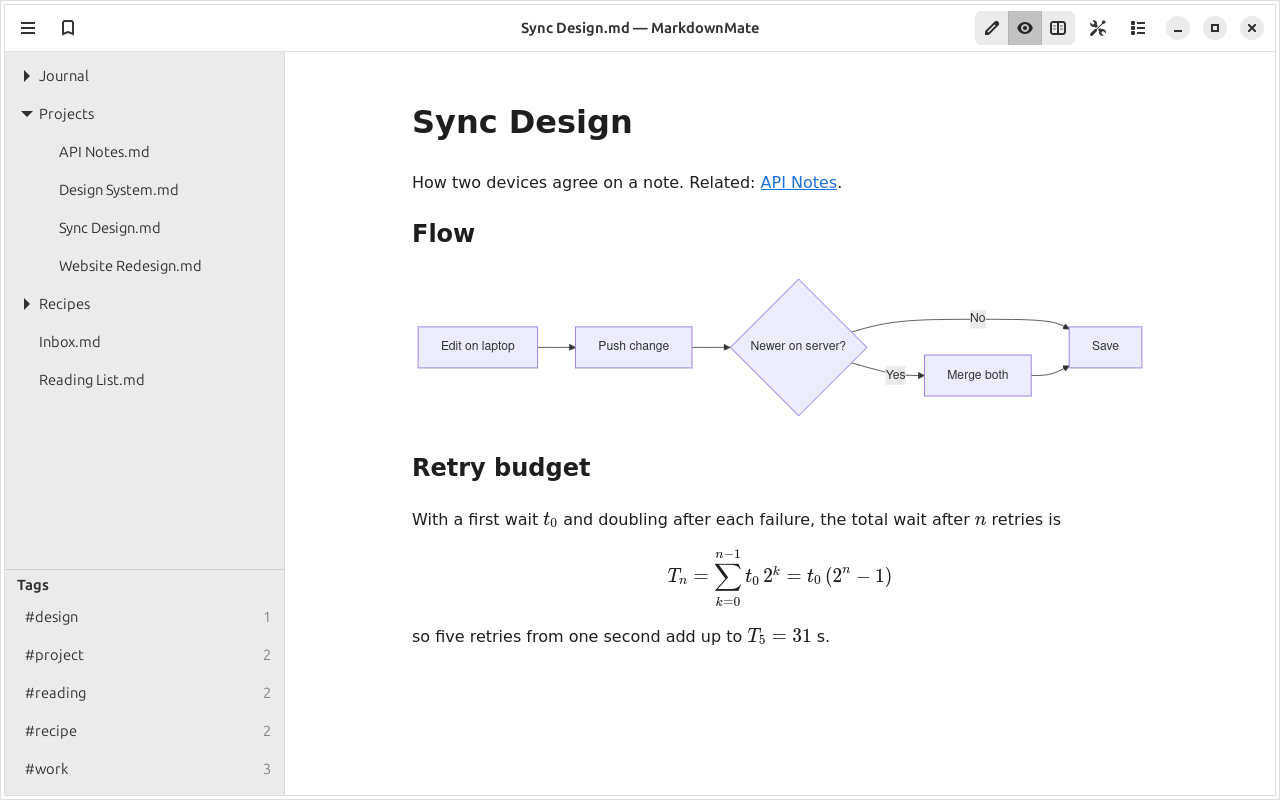 Sync Design.md — MarkdownMate
Journal
Projects
API Notes.md
Design System.md
Sync Design.md
Website Redesign.md
Recipes
Inbox.md
Reading List.md
Tags
#design 1
#project 2
#reading 2
#recipe 2
#work 3
Sync Design
How two devices agree on a note. Related: API Notes.
Flow
Edit on laptop
Push change
Newer on server?
No
Yes
Merge both
Save
Retry budget
With a first wait t₀ and doubling after each failure, the total wait after n retries is
Tₙ = ∑_{k=0}^{n−1} t₀ 2ᵏ = t₀ (2ⁿ − 1)
so five retries from one second add up to T₅ = 31 s.